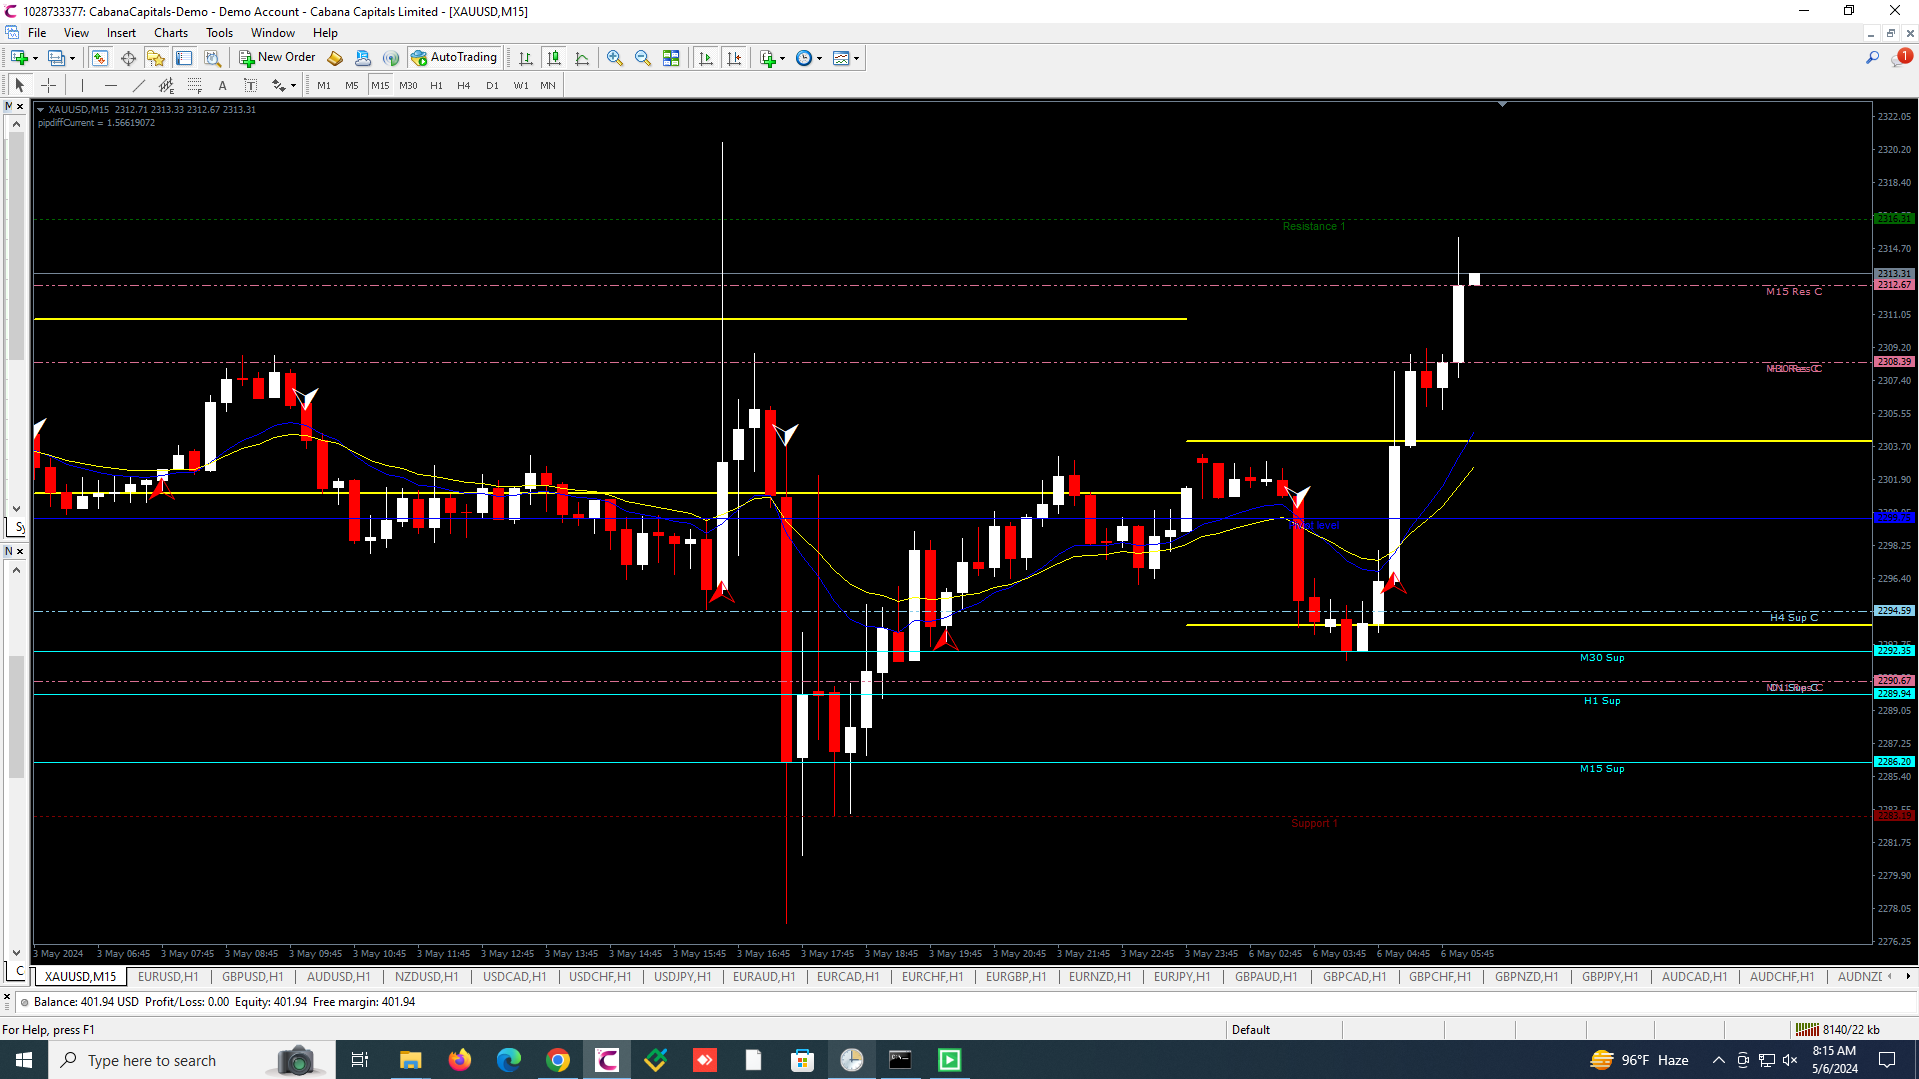 1028733377: CabanaCapitals-Demo - Demo Account - Cabana Capitals Limited - [XAUUSD,M15]
File View Insert Charts Tools Window Help
New Order AutoTrading 1
A T M1 M5 M15 M30 H1 H4 D1 W1 MN
XAUUSD,M15 2312.71 2313.33 2312.67 2313.31
pipdiffCurrent = 1.56619072
2322.05
2320.20
2318.40
2316.31
Resistance 1
2314.70
2313.31
2312.67
M15 Res C
2311.05
2309.20
2308.39
2307.40
2305.55
2303.70
2301.90
2298.25
2296.40
2294.59
H4 Sup C
2292.35
M30 Sup
2290.67
2289.94
H1 Sup
2289.05
2287.25
2286.20
M15 Sup
2285.40
Support 1
2281.75
2279.90
2278.05
2276.25
3 May 2024 3 May 06:45 3 May 07:45 3 May 08:45 3 May 09:45 3 May 10:45 3 May 11:45 3 May 12:45 3 May 13:45 3 May 14:45 3 May 15:45 3 May 16:45 3 May 17:45 3 May 18:45 3 May 19:45 3 May 20:45 3 May 21:45 3 May 22:45 3 May 23:45 6 May 02:45 6 May 03:45 6 May 04:45 6 May 05:45
XAUUSD,M15 EURUSD,H1 GBPUSD,H1 AUDUSD,H1 NZDUSD,H1 USDCAD,H1 USDCHF,H1 USDJPY,H1 EURAUD,H1 EURCAD,H1 EURCHF,H1 EURGBP,H1 EURNZD,H1 EURJPY,H1 GBPAUD,H1 GBPCAD,H1 GBPCHF,H1 GBPNZD,H1 GBPJPY,H1 AUDCAD,H1 AUDCHF,H1 AUDNZD
Balance: 401.94 USD Profit/Loss: 0.00 Equity: 401.94 Free margin: 401.94
For Help, press F1 Default 8140/22 kb
Type here to search 96°F Haze 8:15 AM
5/6/2024